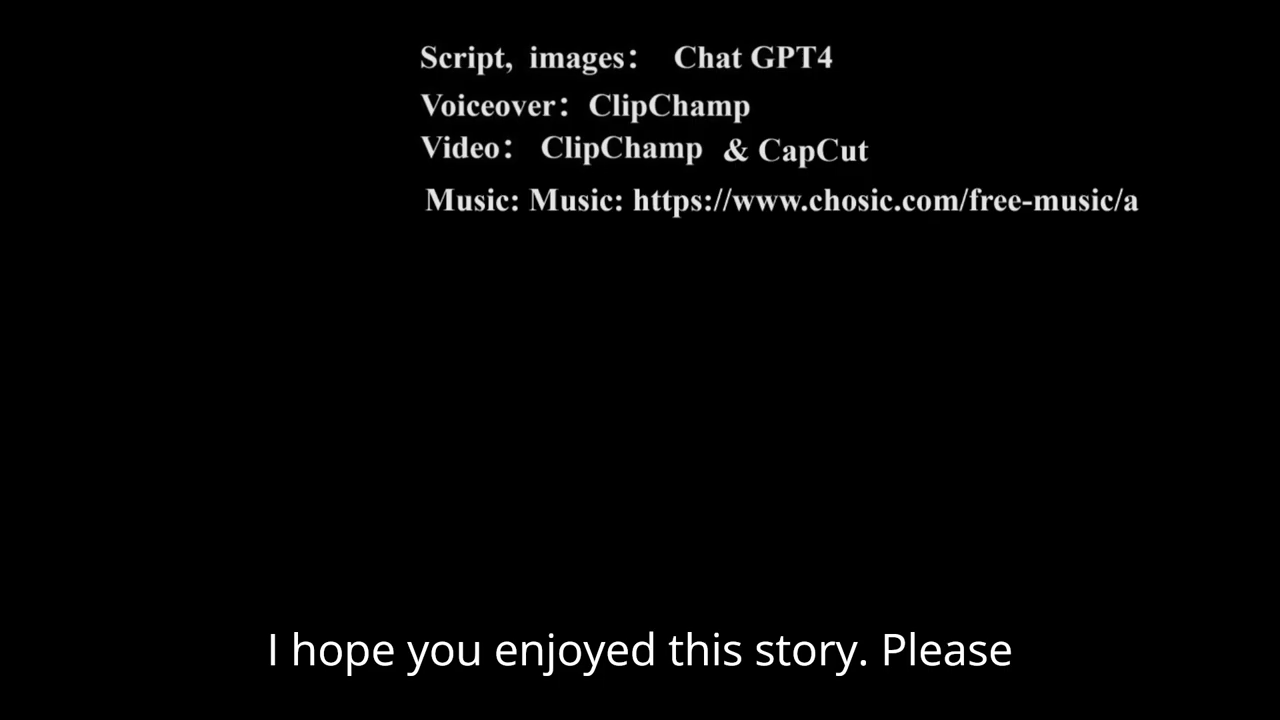 Script, images： Chat GPT4
Voiceover：ClipChamp
Video： ClipChamp & CapCut
Music: Music: https://www.chosic.com/free-music/a
I hope you enjoyed this story. Please